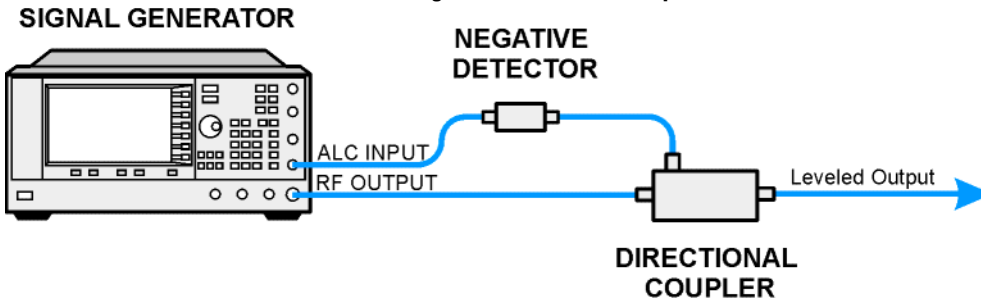 SIGNAL GENERATOR
NEGATIVE
DETECTOR
ALC INPUT
RF OUTPUT
Leveled Output
DIRECTIONAL
COUPLER